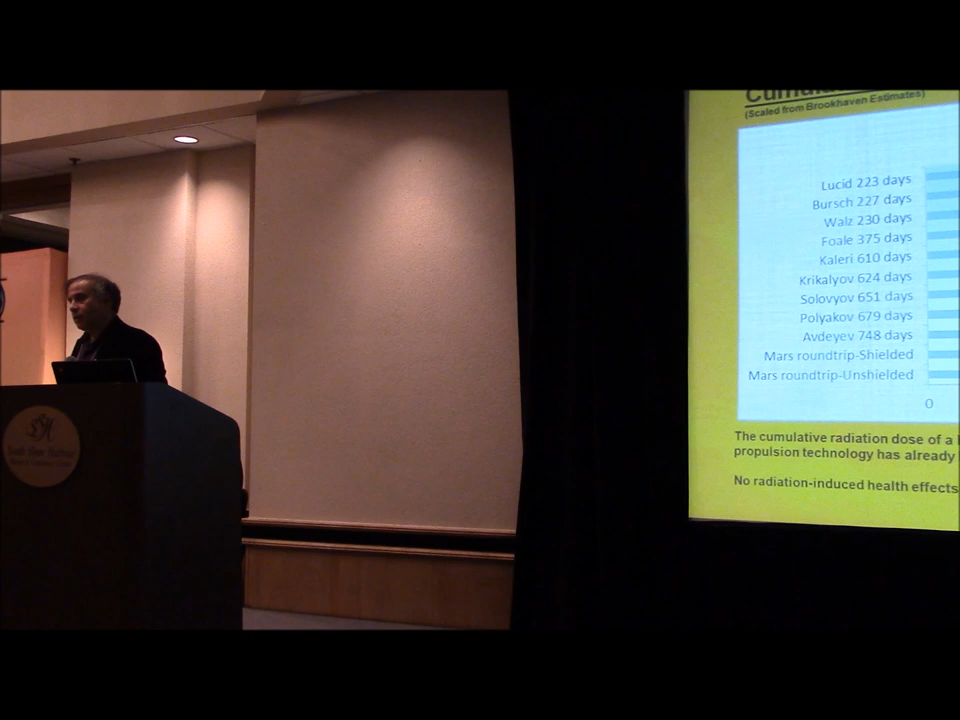 (Scaled from Brookhaven Estimates)
Lucid 223 days
Bursch 227 days
Walz 230 days
Foale 375 days
Kaleri 610 days
Krikalyov 624 days
Solovyov 651 days
Polyakov 679 days
Avdeyev 748 days
Mars roundtrip-Shielded
Mars roundtrip-Unshielded
0
The cumulative radiation dose of a
propulsion technology has already
No radiation-induced health effects